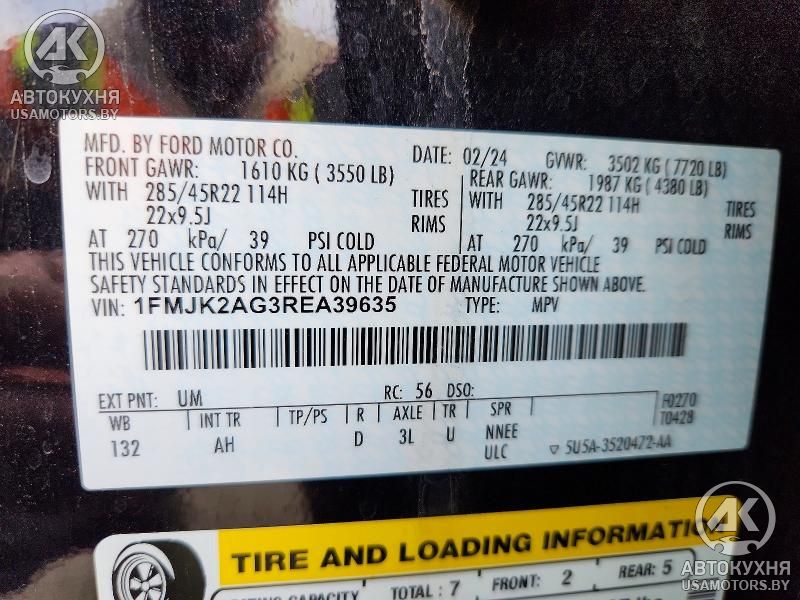 AK
АВТОКУХНЯ
USAMOTORS.BY
MFD. BY FORD MOTOR CO.
DATE: 02/24 GVWR: 3502 KG ( 7720 LB)
FRONT GAWR: 1610 KG ( 3550 LB)
REAR GAWR: 1987 KG ( 4380 LB)
WITH 285/45R22 114H TIRES
WITH 285/45R22 114H TIRES
22x9.5J RIMS
22x9.5J RIMS
AT 270 kPa/ 39 PSI COLD
AT 270 kPa/ 39 PSI COLD
THIS VEHICLE CONFORMS TO ALL APPLICABLE FEDERAL MOTOR VEHICLE
SAFETY STANDARDS IN EFFECT ON THE DATE OF MANUFACTURE SHOWN ABOVE.
VIN: 1FMJK2AG3REA39635 TYPE: MPV
EXT PNT: UM RC: 56 DSO: F0270
WB INT TR TP/PS R AXLE TR SPR T0428
132 AH D 3L U NNEE
ULC ▽ 5U5A-3520472-AA
TIRE AND LOADING INFORMATION
CAPACITY TOTAL : 7 FRONT: 2 REAR: 5
AK
АВТОКУХНЯ
USAMOTORS.BY